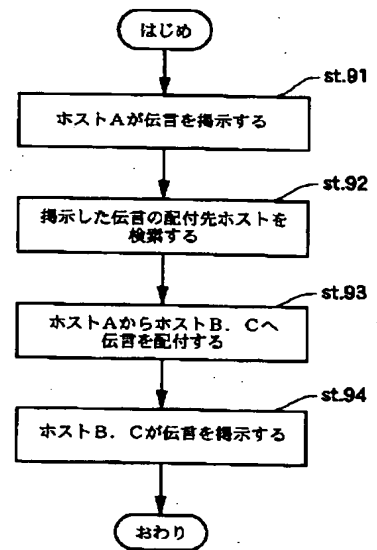 はじめ
st.91
ホストAが伝言を掲示する
st.92
掲示した伝言の配付先ホストを
検索する
st.93
ホストAからホストB．Cへ
伝言を配付する
st.94
ホストB．Cが伝言を掲示する
おわり